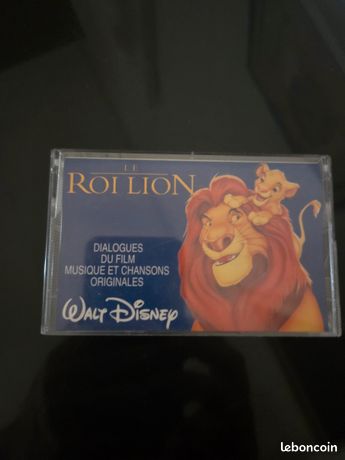 LE
ROI LION
DIALOGUES
DU FILM
MUSIQUE ET CHANSONS
ORIGINALES
WALT DISNEY
leboncoin